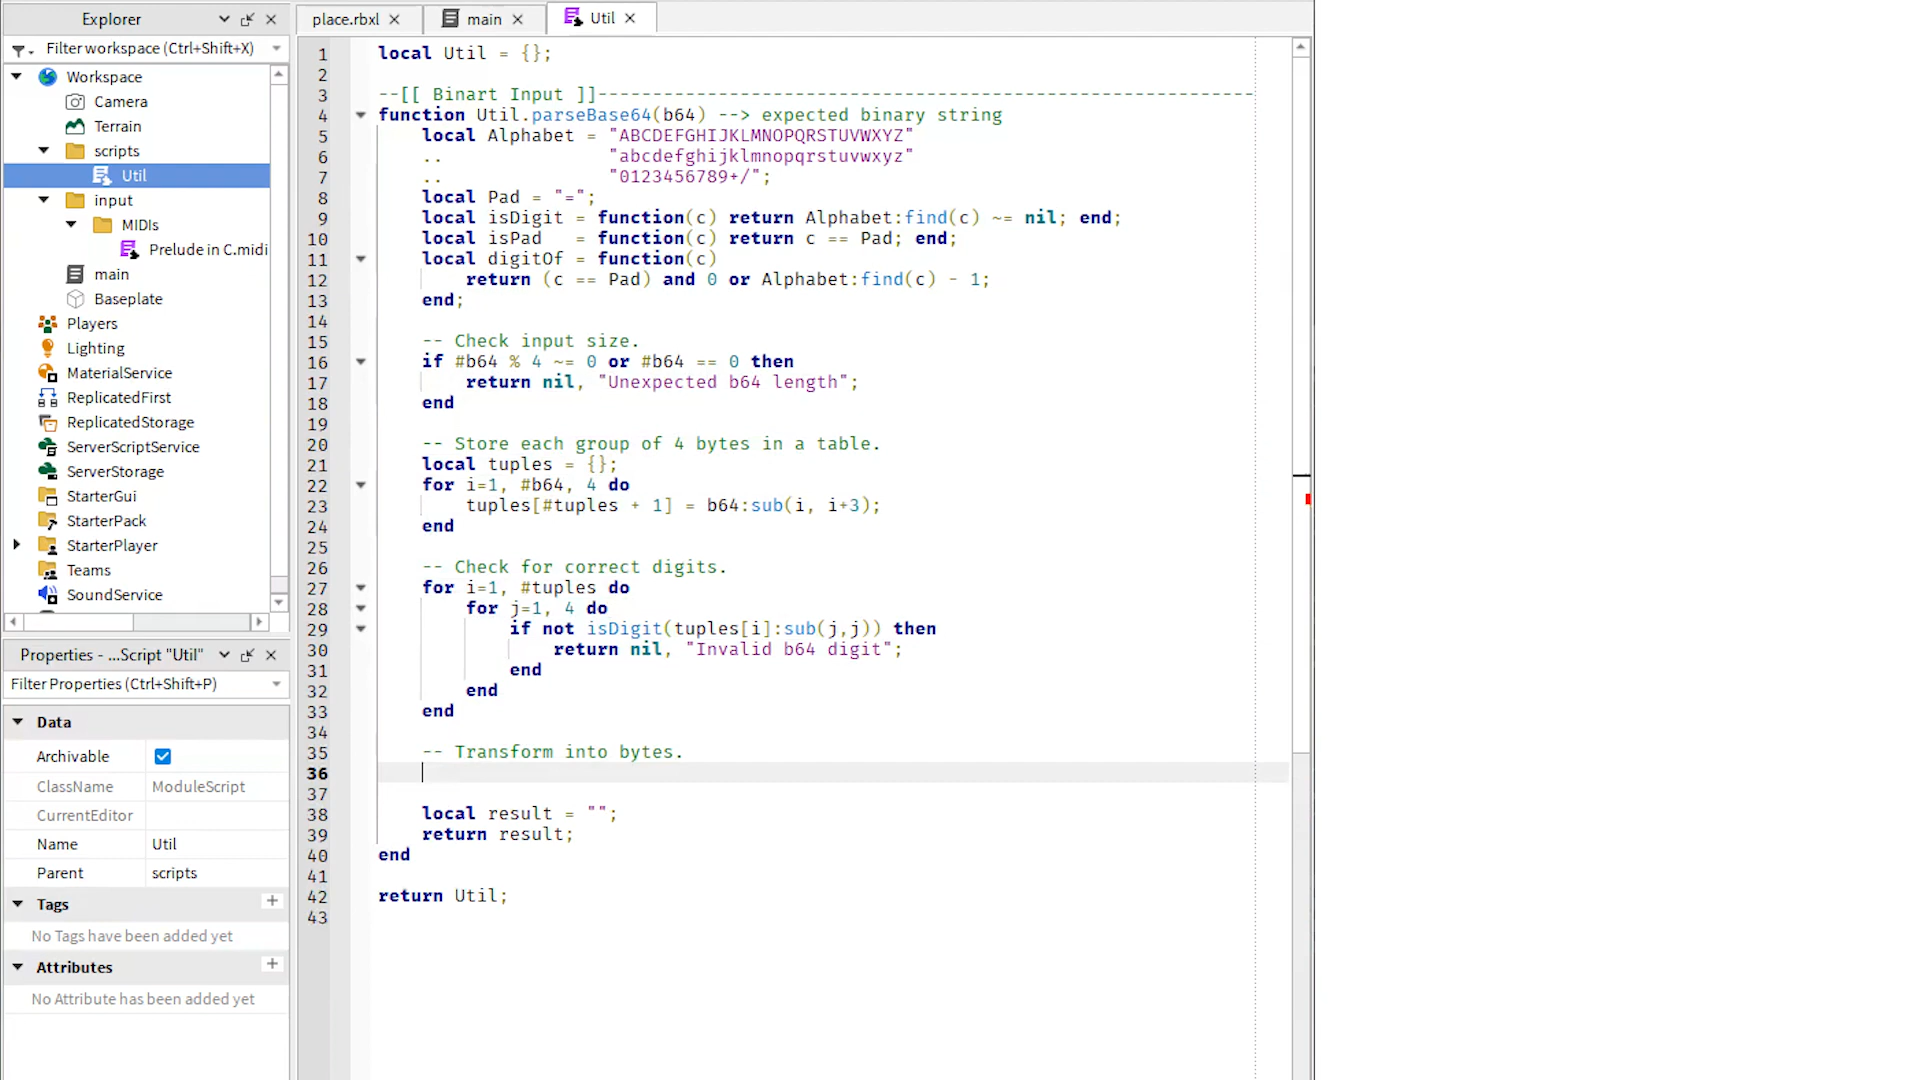 Explorer
Filter workspace (Ctrl+Shift+X)
Workspace
Camera
Terrain
scripts
Util
input
MIDIs
Prelude in C.midi
main
Baseplate
Players
Lighting
MaterialService
ReplicatedFirst
ReplicatedStorage
ServerScriptService
ServerStorage
StarterGui
StarterPack
StarterPlayer
Teams
SoundService
Properties - ...Script "Util"
Filter Properties (Ctrl+Shift+P)
Data
Archivable
ClassName ModuleScript
CurrentEditor
Name Util
Parent scripts
Tags +
No Tags have been added yet
Attributes +
No Attribute has been added yet
place.rbxl main Util
1 local Util = {};
2
3 --[[ Binart Input ]]------------------------------------------------------------
4 function Util.parseBase64(b64) --> expected binary string
5 local Alphabet = "ABCDEFGHIJKLMNOPQRSTUVWXYZ"
6 .. "abcdefghijklmnopqrstuvwxyz"
7 .. "0123456789+/";
8 local Pad = "=";
9 local isDigit = function(c) return Alphabet:find(c) ~= nil; end;
10 local isPad = function(c) return c == Pad; end;
11 local digitOf = function(c)
12 return (c == Pad) and 0 or Alphabet:find(c) - 1;
13 end;
14
15 -- Check input size.
16 if #b64 % 4 ~= 0 or #b64 == 0 then
17 return nil, "Unexpected b64 length";
18 end
19
20 -- Store each group of 4 bytes in a table.
21 local tuples = {};
22 for i=1, #b64, 4 do
23 tuples[#tuples + 1] = b64:sub(i, i+3);
24 end
25
26 -- Check for correct digits.
27 for i=1, #tuples do
28 for j=1, 4 do
29 if not isDigit(tuples[i]:sub(j,j)) then
30 return nil, "Invalid b64 digit";
31 end
32 end
33 end
34
35 -- Transform into bytes.
36
37
38 local result = "";
39 return result;
40 end
41
42 return Util;
43